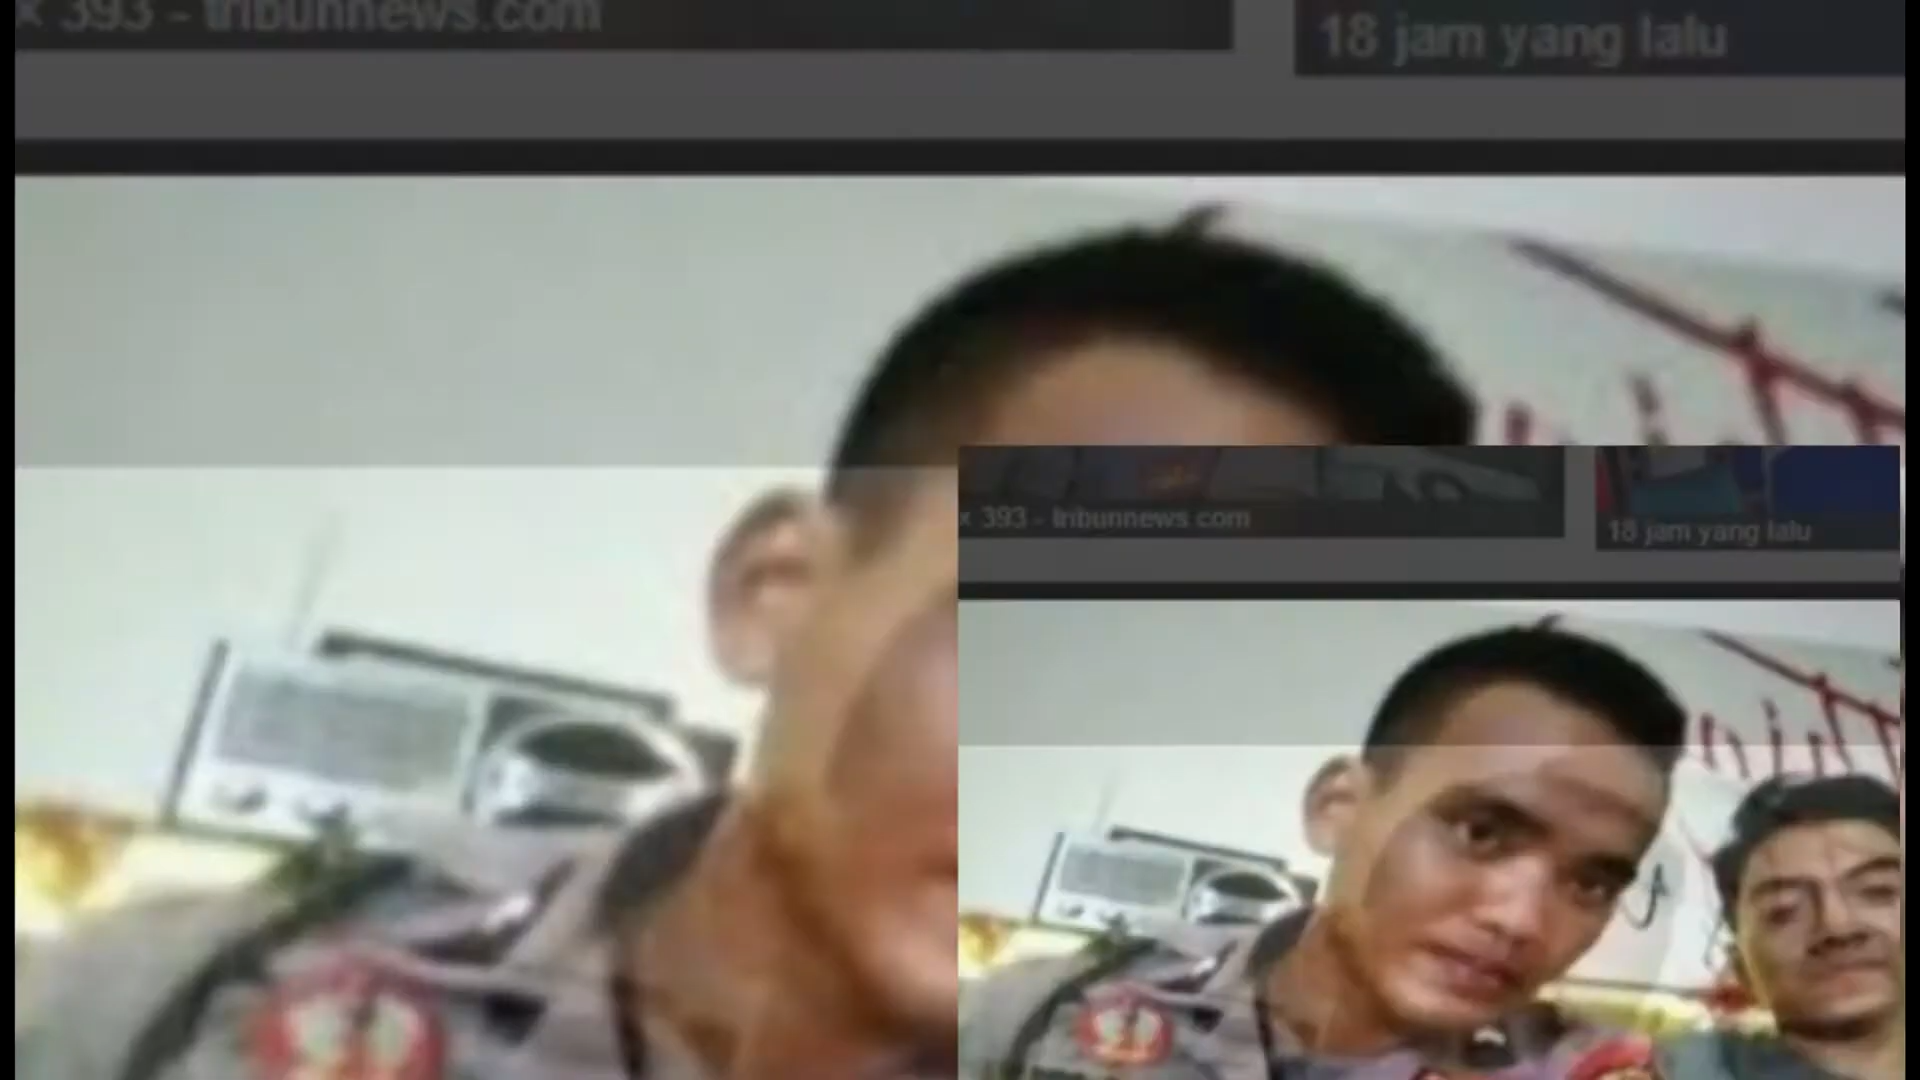 × 393 - tribunnews.com
18 jam yang lalu
× 393 - tribunnews.com
18 jam yang lalu